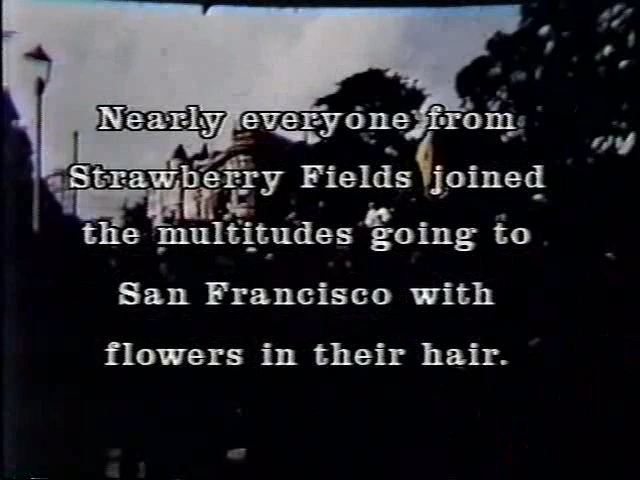 Nearly everyone from
Strawberry Fields joined
the multitudes going to
San Francisco with
flowers in their hair.